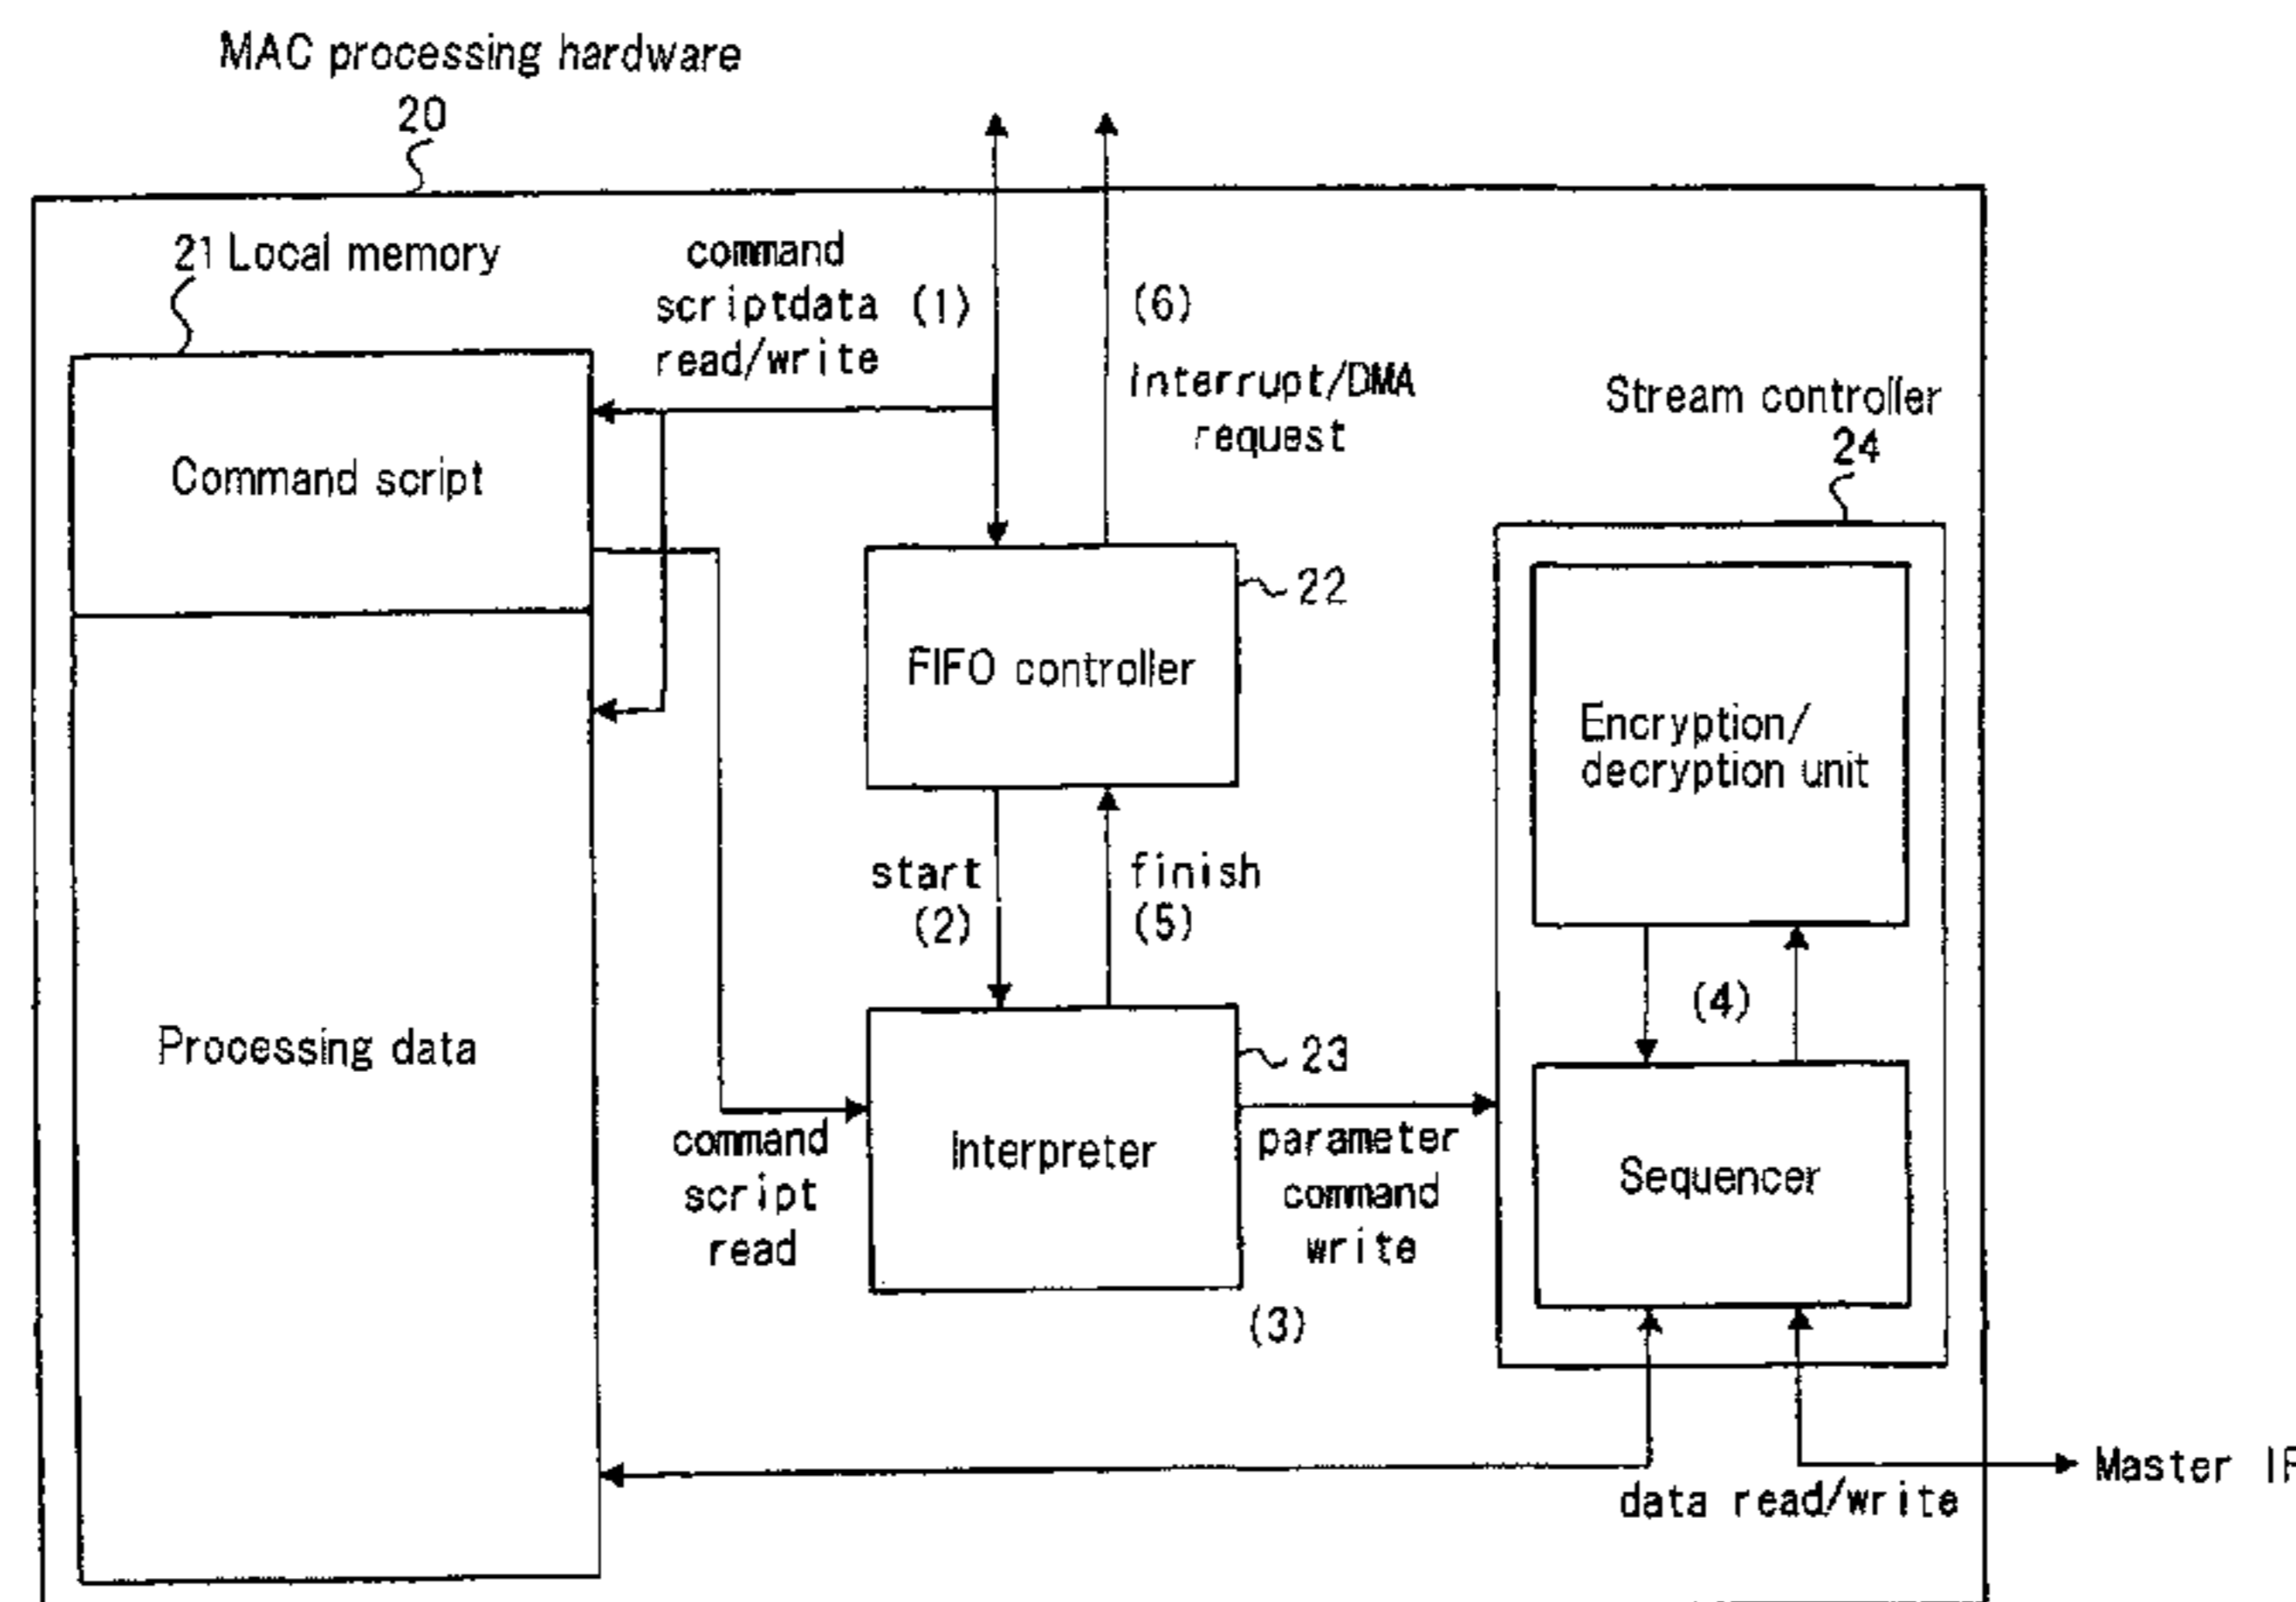 MAC processing hardware
20
21 Local memory
command
scriptdata (1)
read/write
(6)
Interrupt/DMA
request
Stream controller
24
Command script
22
FIFO controller
Encryption/
decryption unit
start
(2)
finish
(5)
(4)
Processing data
23
Interpreter
command
script
read
parameter
command
write
Sequencer
(3)
Master IF
data read/write